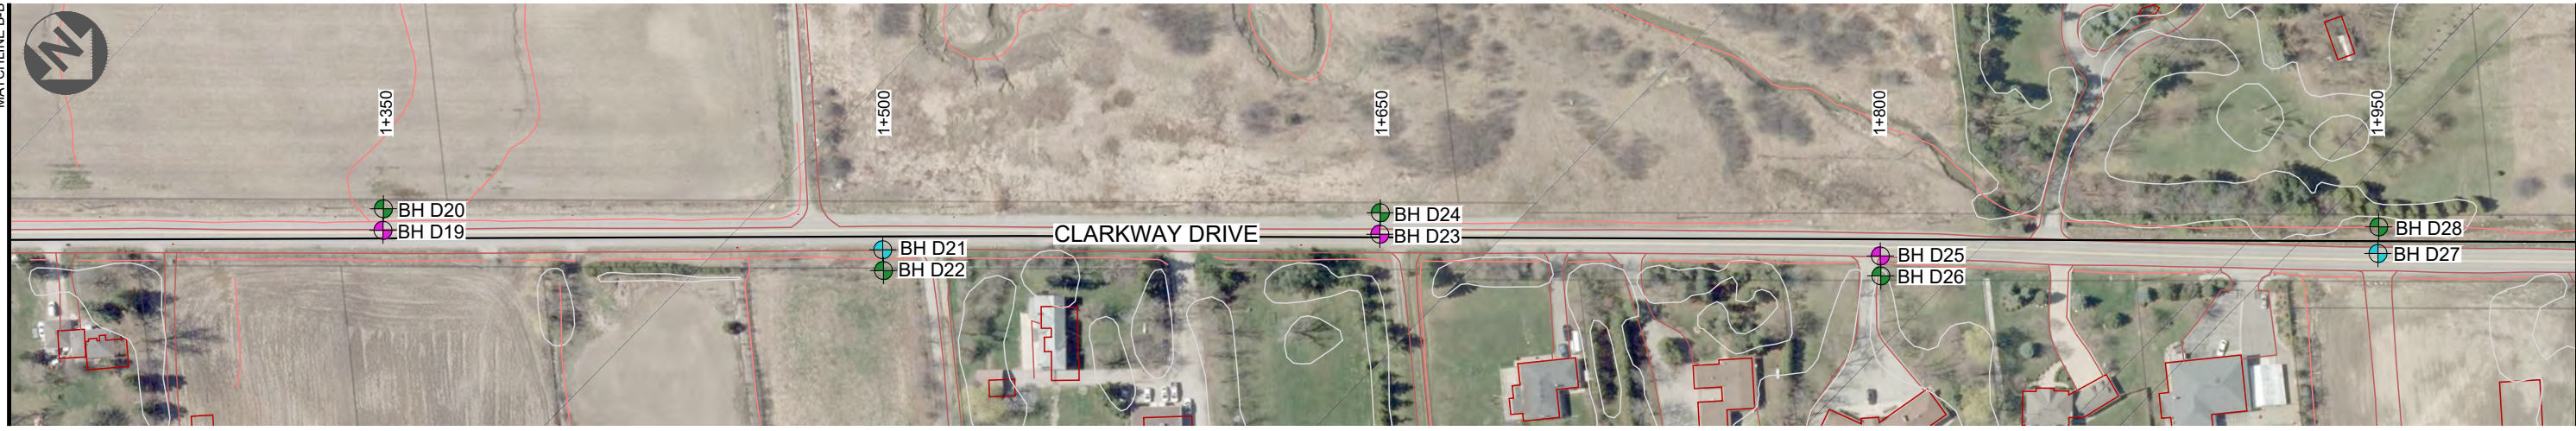 MATCHLINE B-B
N
1+350
1+500
1+650
1+800
1+950
BH D20
BH D19
BH D21
BH D22
CLARKWAY DRIVE
BH D24
BH D23
BH D25
BH D26
BH D28
BH D27